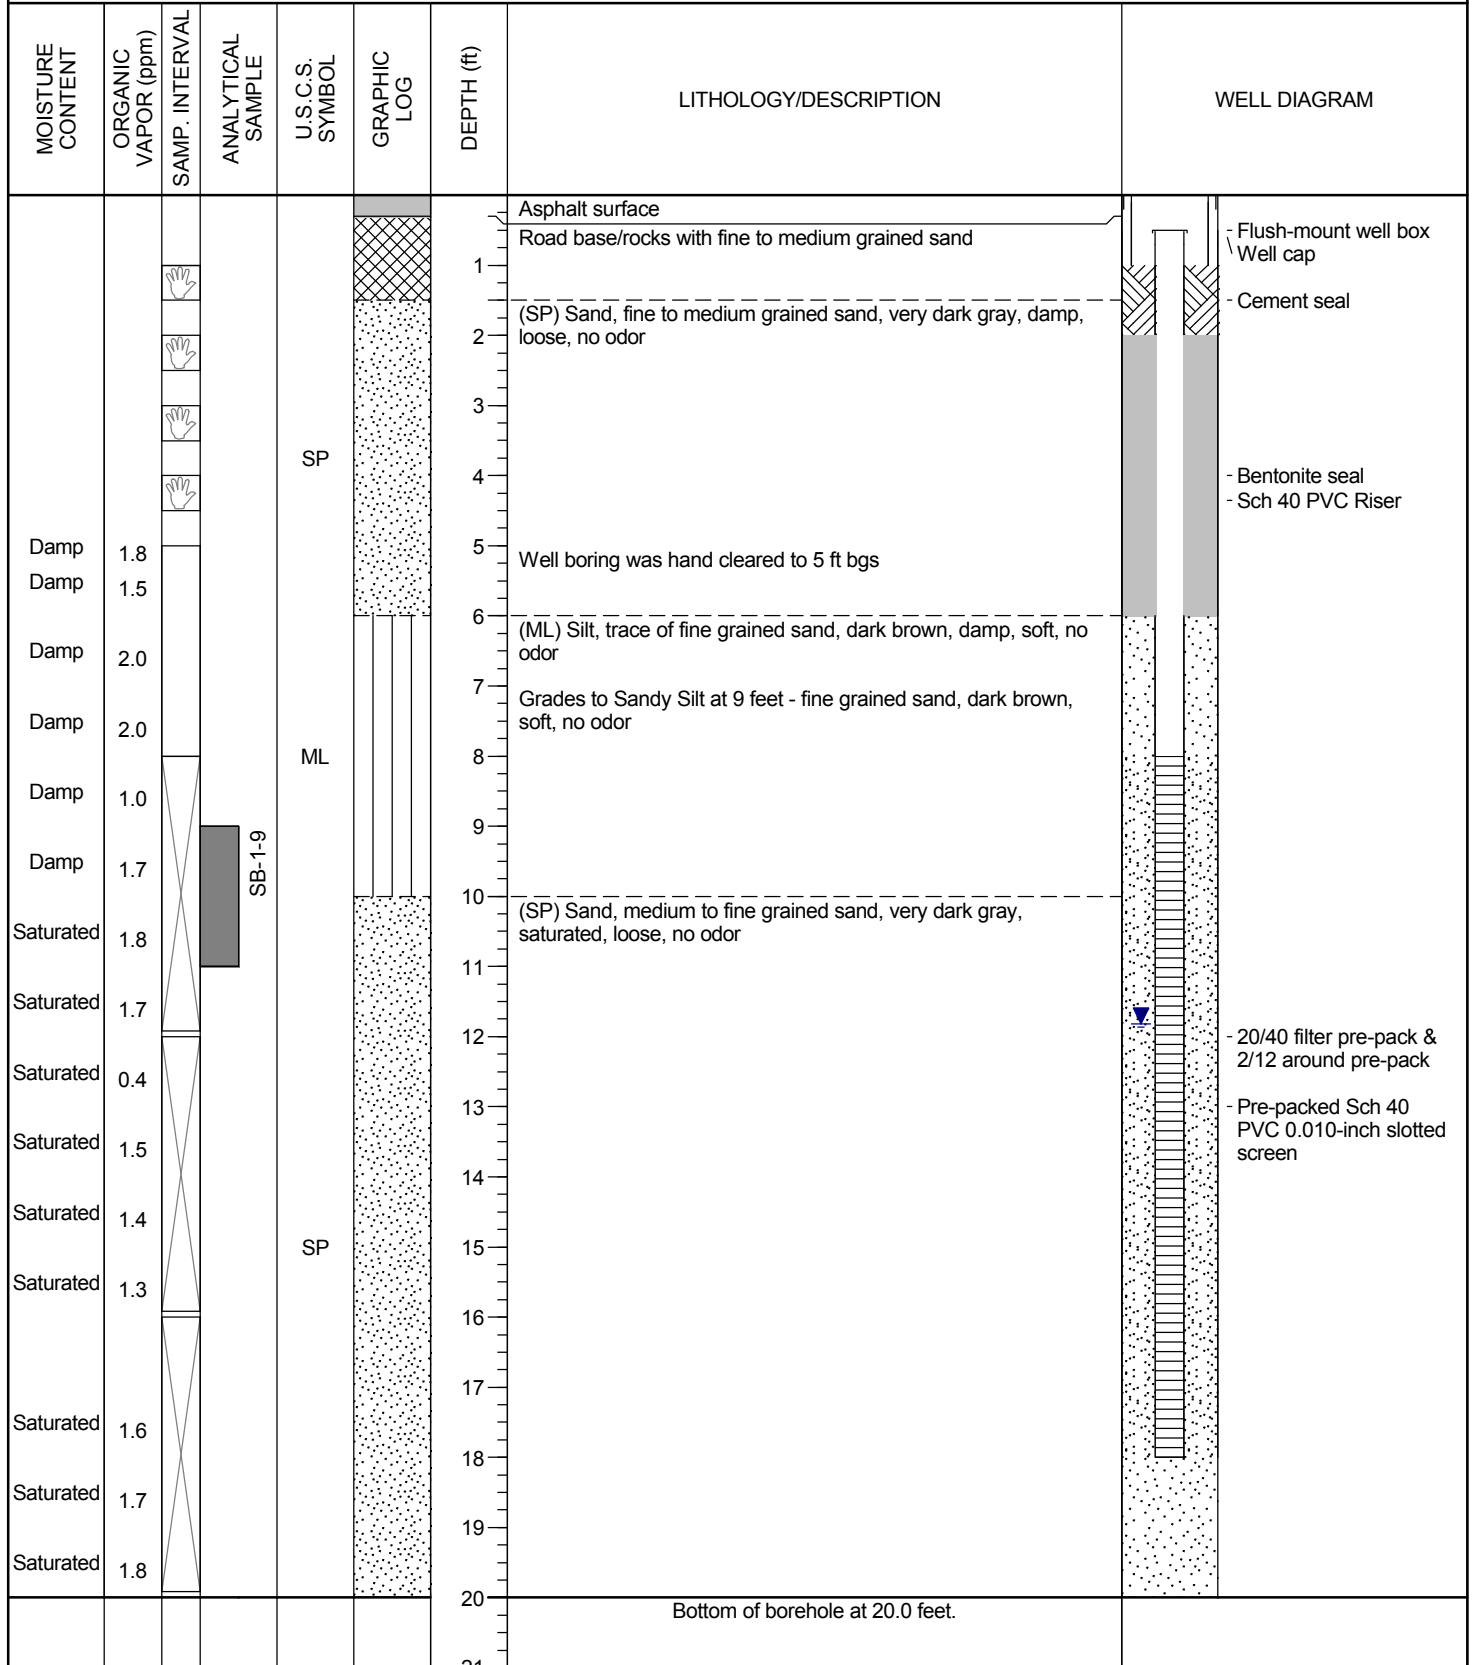 MOISTURE
CONTENT
ORGANIC
VAPOR (ppm)
SAMP. INTERVAL
ANALYTICAL
SAMPLE
U.S.C.S.
SYMBOL
GRAPHIC
LOG
DEPTH (ft)
LITHOLOGY/DESCRIPTION
WELL DIAGRAM
Asphalt surface
Road base/rocks with fine to medium grained sand
Flush-mount well box
Well cap
1
Cement seal
(SP) Sand, fine to medium grained sand, very dark gray, damp,
loose, no odor
2
3
SP
4
Bentonite seal
Sch 40 PVC Riser
Damp 1.8
5
Well boring was hand cleared to 5 ft bgs
Damp 1.5
6
(ML) Silt, trace of fine grained sand, dark brown, damp, soft, no
odor
Damp 2.0
7
Grades to Sandy Silt at 9 feet - fine grained sand, dark brown,
soft, no odor
Damp 2.0
ML
8
Damp 1.0
9
SB-1-9
Damp 1.7
10
(SP) Sand, medium to fine grained sand, very dark gray,
saturated, loose, no odor
Saturated 1.8
11
Saturated 1.7
12
20/40 filter pre-pack &
2/12 around pre-pack
Saturated 0.4
13
Pre-packed Sch 40
PVC 0.010-inch slotted
screen
Saturated 1.5
14
Saturated 1.4
SP
15
Saturated 1.3
16
17
Saturated 1.6
18
Saturated 1.7
19
Saturated 1.8
20
Bottom of borehole at 20.0 feet.
21